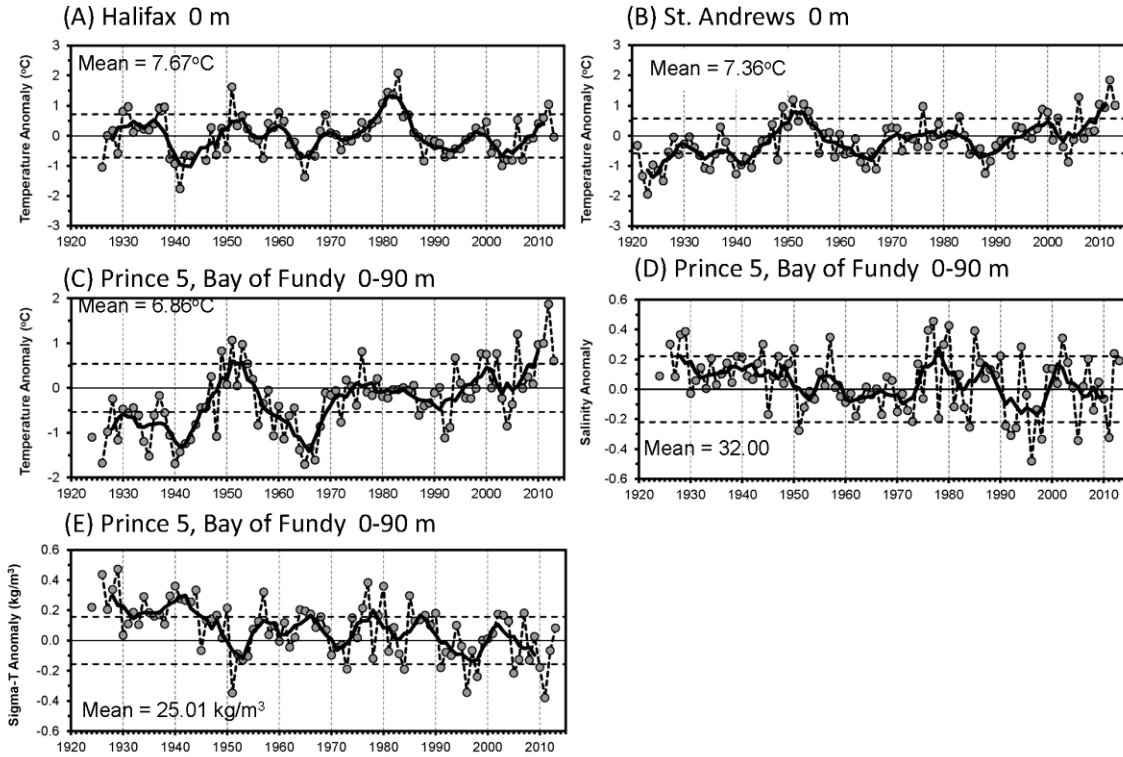 (A) Halifax 0 m
Temperature Anomaly (°C)
3
2
1
0
-1
-2
-3
Mean = 7.67°C
1920 1930 1940 1950 1960 1970 1980 1990 2000 2010
(B) St. Andrews 0 m
Temperature Anomaly (°C)
3
2
1
0
-1
-2
-3
Mean = 7.36°C
1920 1930 1940 1950 1960 1970 1980 1990 2000 2010
(C) Prince 5, Bay of Fundy 0-90 m
Temperature Anomaly (°C)
2
1
0
-1
-2
Mean = 6.86°C
1920 1930 1940 1950 1960 1970 1980 1990 2000 2010
(D) Prince 5, Bay of Fundy 0-90 m
Salinity Anomaly
0.6
0.4
0.2
0.0
-0.2
-0.4
-0.6
Mean = 32.00
1920 1930 1940 1950 1960 1970 1980 1990 2000 2010
(E) Prince 5, Bay of Fundy 0-90 m
Sigma-T Anomaly (kg/m³)
0.6
0.4
0.2
0.0
-0.2
-0.4
-0.6
Mean = 25.01 kg/m³
1920 1930 1940 1950 1960 1970 1980 1990 2000 2010